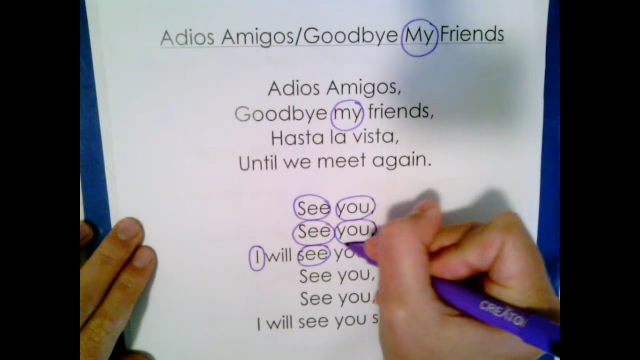 Adios Amigos/Goodbye My Friends
Adios Amigos,
Goodbye my friends,
Hasta la vista,
Until we meet again.
See you,
See you,
I will see
See you,
See you,
I will see you
CREATO